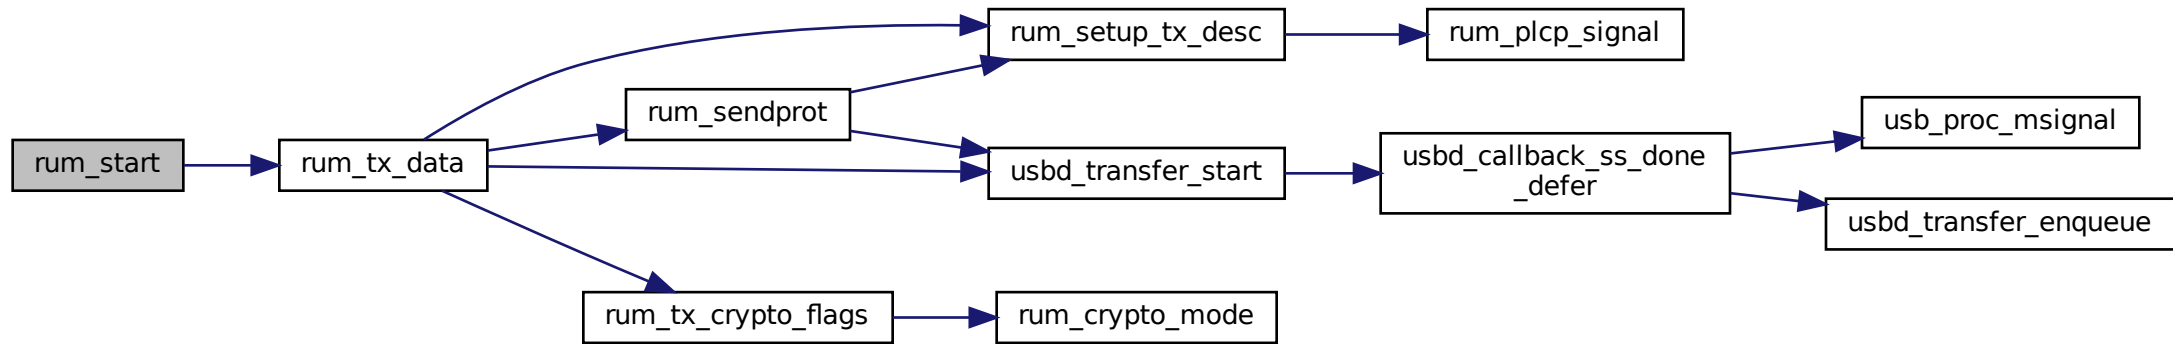 rum_start
rum_tx_data
rum_sendprot
rum_setup_tx_desc
rum_plcp_signal
usbd_transfer_start
usbd_callback_ss_done
_defer
usb_proc_msignal
usbd_transfer_enqueue
rum_tx_crypto_flags
rum_crypto_mode